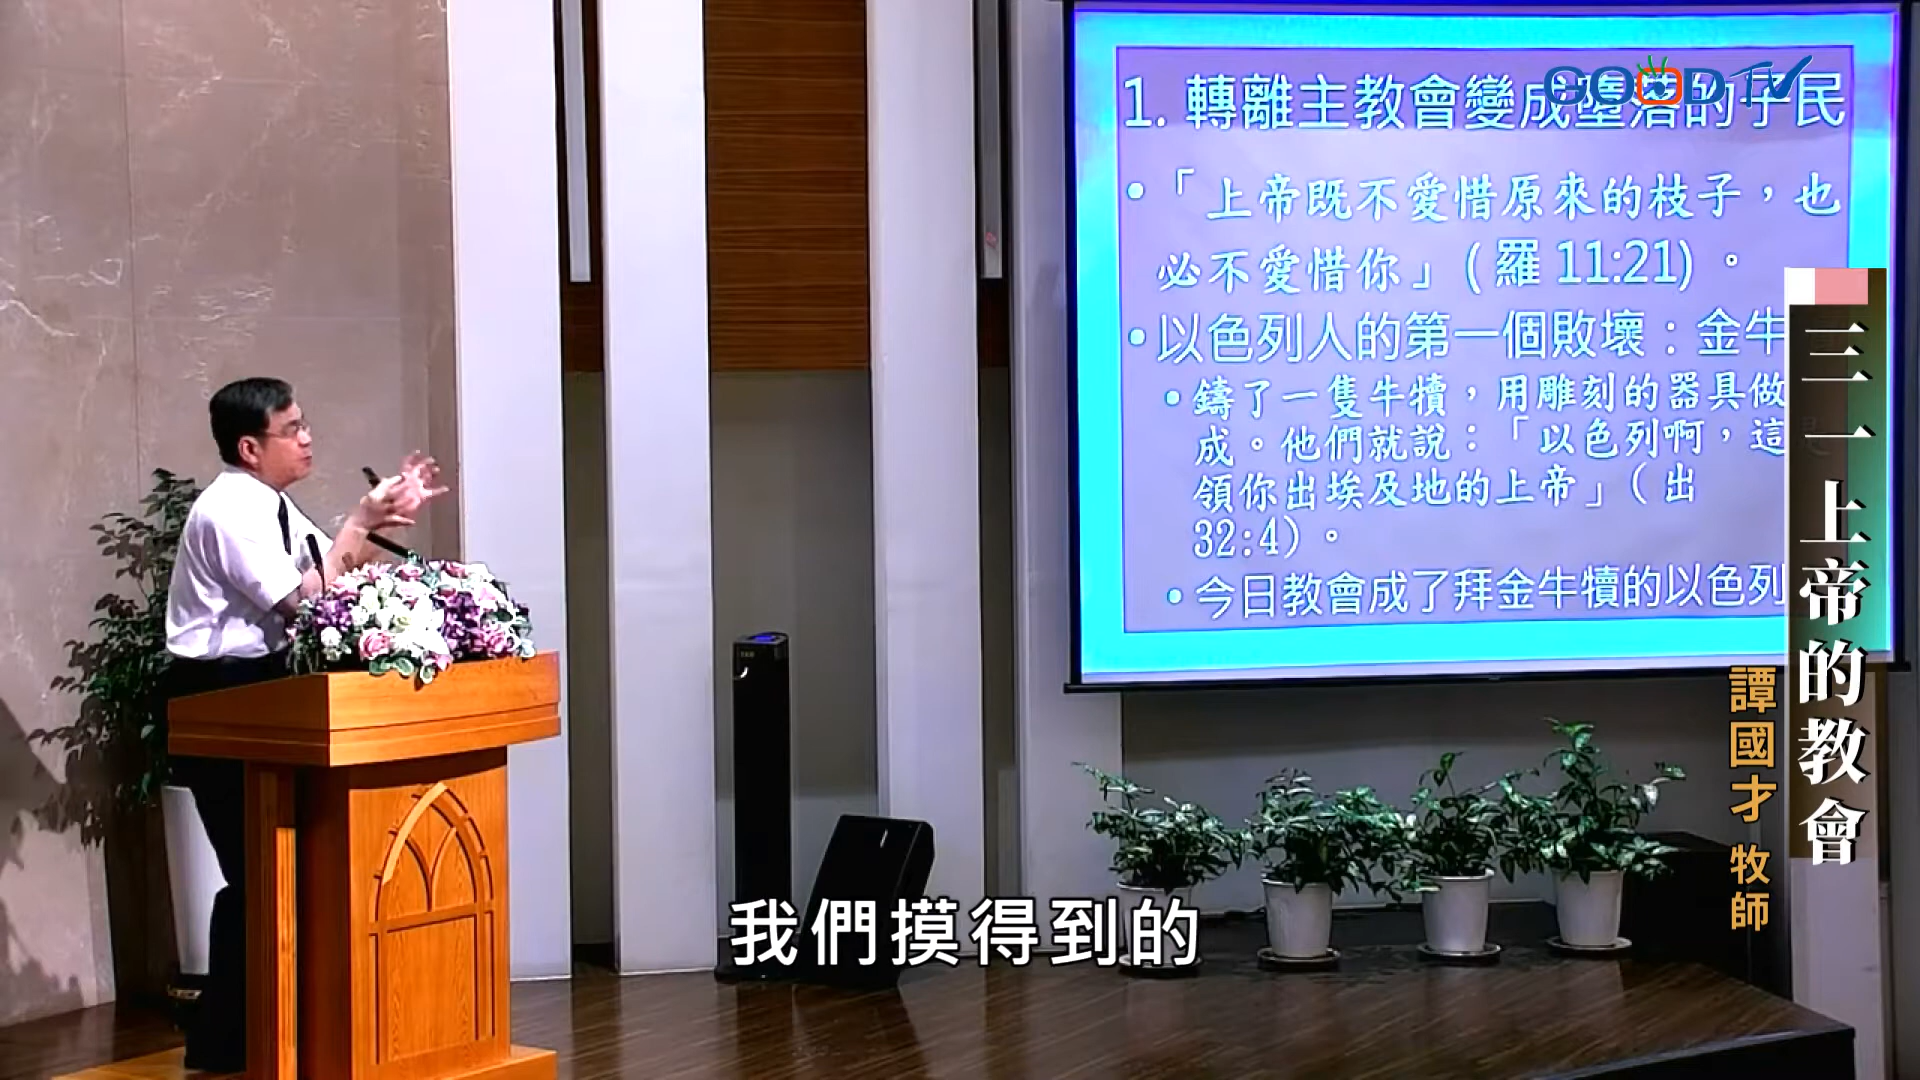 1. 轉離主教會變成墮落的子民
GOODTV
•「上帝既不愛惜原來的枝子，也
必不愛惜你」( 羅 11:21) 。
•以色列人的第一個敗壞：金牛
•鑄了一隻牛犢，用雕刻的器具做
成。他們就說：「以色列啊，這
領你出埃及地的上帝」（ 出
32:4）。
•今日教會成了拜金牛犢的以色列
三一上帝的教會
譚國才 牧師
我們摸得到的